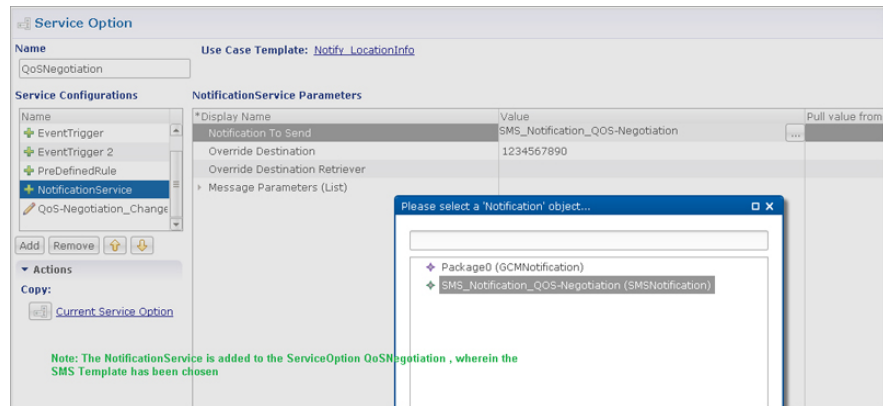 Service Option
Name
Use Case Template: Notify_LocationInfo
QoSNegotiation
Service Configurations
NotificationService Parameters
Name
*Display Name Value Pull value from
EventTrigger
Notification To Send SMS_Notification_QOS-Negotiation ...
EventTrigger 2
Override Destination 1234567890
PreDefinedRule
Override Destination Retriever
NotificationService
Message Parameters (List)
QoS-Negotiation_Change
Please select a 'Notification' object...
Add Remove
Package0 (GCMNotification)
SMS_Notification_QOS-Negotiation (SMSNotification)
Actions
Copy:
Current Service Option
Note: The NotificationService is added to the ServiceOption QoSNegotiation , wherein the
SMS Template has been chosen